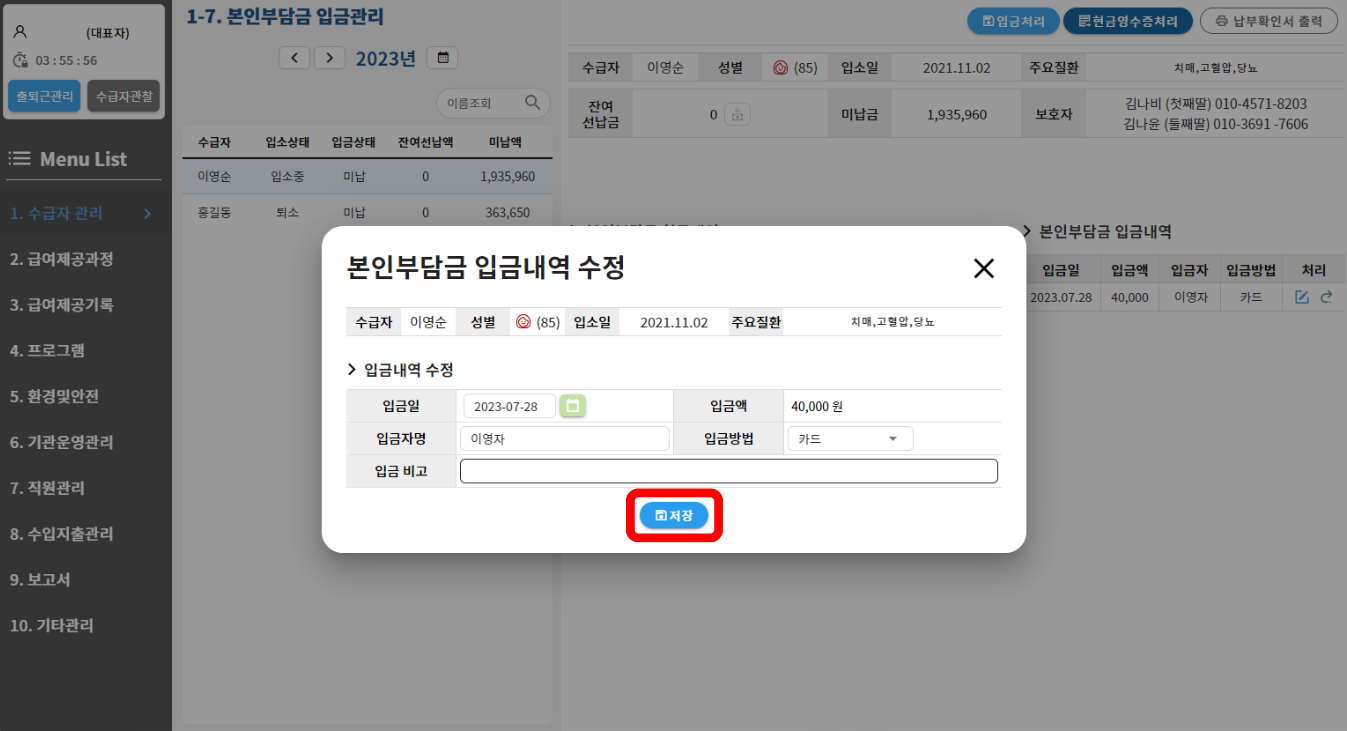 (대표자)
03 : 55 : 56
출퇴근관리 수급자관찰
Menu List
1. 수급자 관리
2. 급여제공과정
3. 급여제공기록
4. 프로그램
5. 환경및안전
6. 기관운영관리
7. 직원관리
8. 수입지출관리
9. 보고서
10. 기타관리
1-7. 본인부담금 입금관리
2023년
이름조회
수급자 입소상태 입금상태 잔여선납액 미납액
이영순 입소중 미납 0 1,935,960
홍길동 퇴소 미납 0 363,650
입금처리 현금영수증처리 납부확인서 출력
수급자 이영순 성별 (85) 입소일 2021.11.02 주요질환 치매,고혈압,당뇨
잔여 선납금 0 미납금 1,935,960 보호자 김나비 (첫째딸) 010-4571-8203
김나윤 (둘째딸) 010-3691 -7606
본인부담금 입금내역
입금일 입금액 입금자 입금방법 처리
2023.07.28 40,000 이영자 카드
본인부담금 입금내역 수정
수급자 이영순 성별 (85) 입소일 2021.11.02 주요질환 치매,고혈압,당뇨
입금내역 수정
입금일 2023-07-28 입금액 40,000 원
입금자명 이영자 입금방법 카드
입금 비고
저장